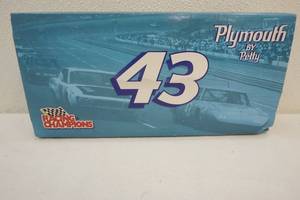 Plymouth
BY
Petty
43
RACING
CHAMPIONS